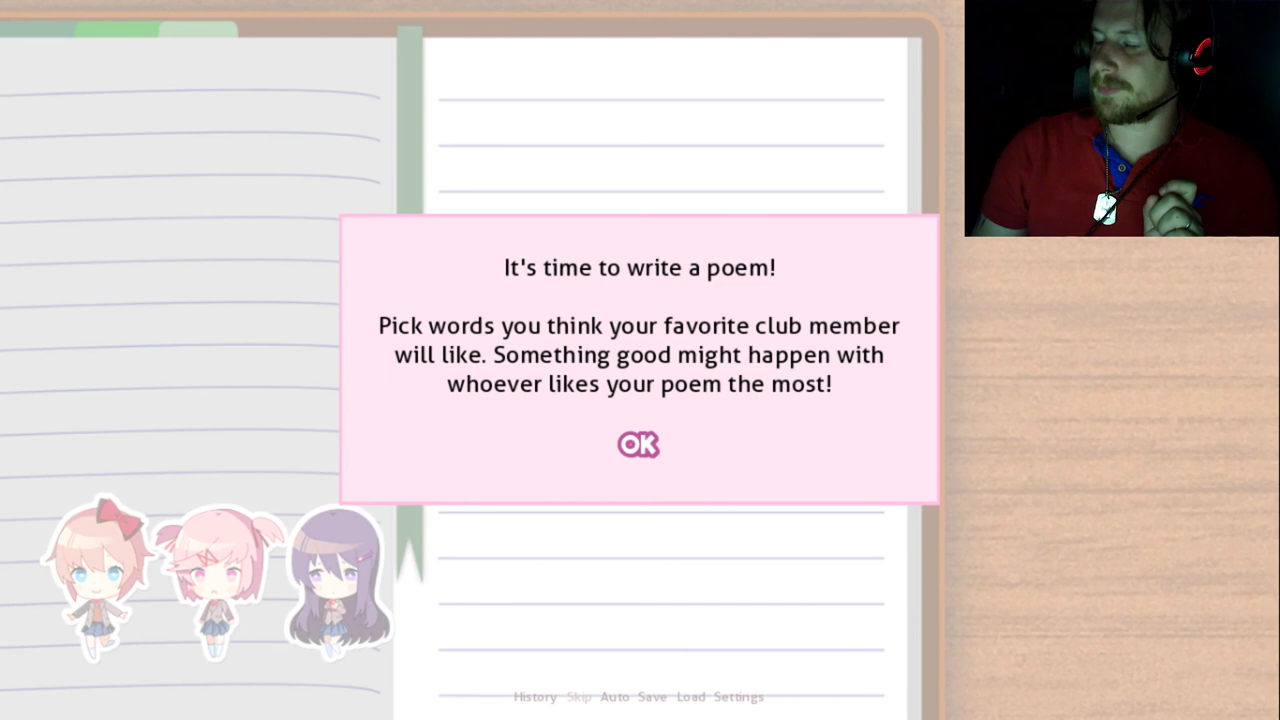 It's time to write a poem!
Pick words you think your favorite club member
will like. Something good might happen with
whoever likes your poem the most!
OK
History Skip Auto Save Load Settings